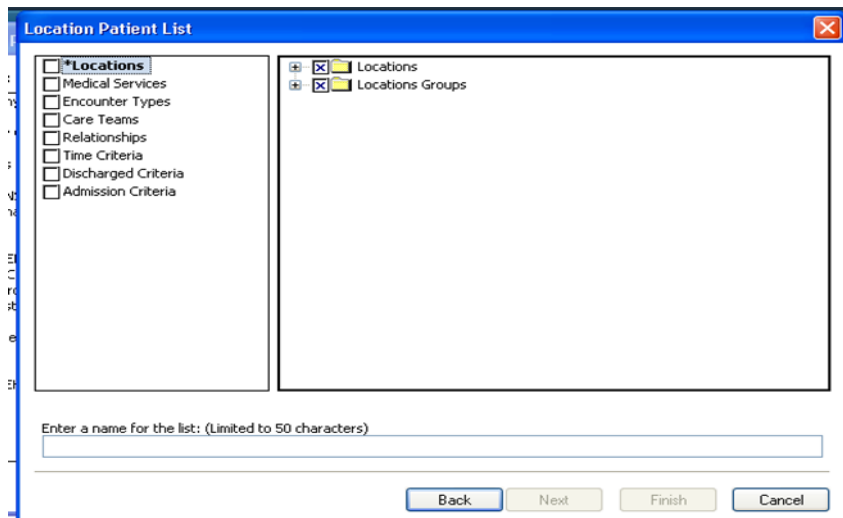 Location Patient List
*Locations
Medical Services
Encounter Types
Care Teams
Relationships
Time Criteria
Discharged Criteria
Admission Criteria
Locations
Locations Groups
Enter a name for the list: (Limited to 50 characters)
Back Next Finish Cancel